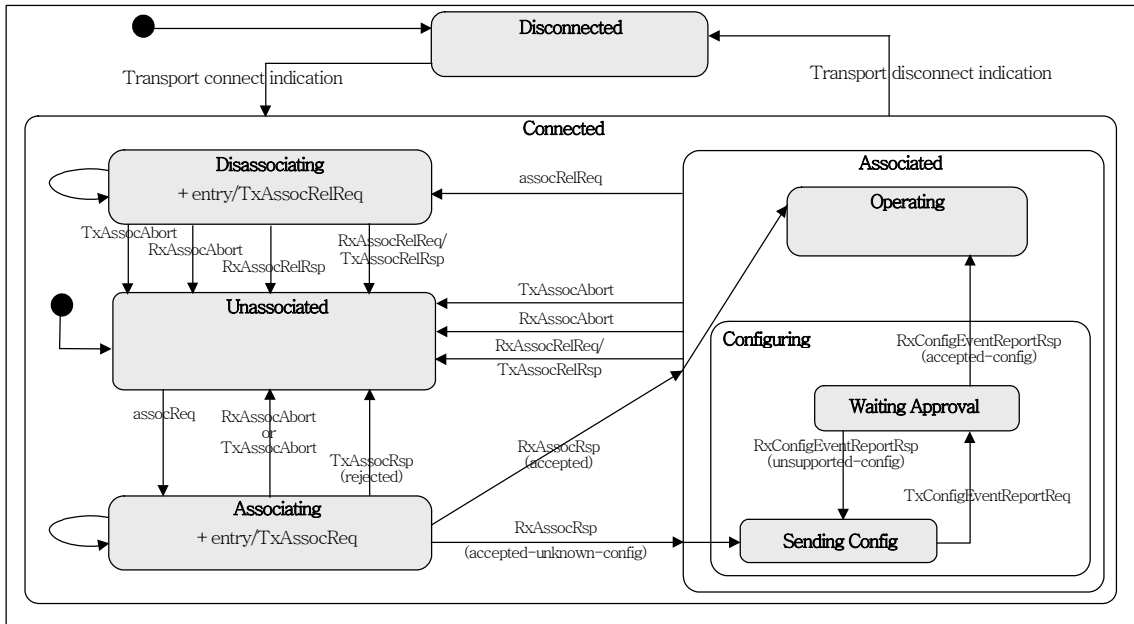 Disconnected
Transport connect indication
Transport disconnect indication
Connected
Disassociating
+ entry/TxAssocRelReq
assocRelReq
Associated
Operating
TxAssocAbort
RxAssocAbort
RxAssocRelRsp
RxAssocRelReq/
TxAssocRelRsp
Unassociated
TxAssocAbort
RxAssocAbort
RxAssocRelReq/
TxAssocRelRsp
Configuring
RxConfigEventReportRsp
(accepted-config)
Waiting Approval
assocReq
RxAssocAbort
or
TxAssocAbort
TxAssocRsp
(rejected)
RxAssocRsp
(accepted)
RxConfigEventReportRsp
(unsupported-config)
TxConfigEventReportReq
Associating
+ entry/TxAssocReq
RxAssocRsp
(accepted-unknown-config)
Sending Config